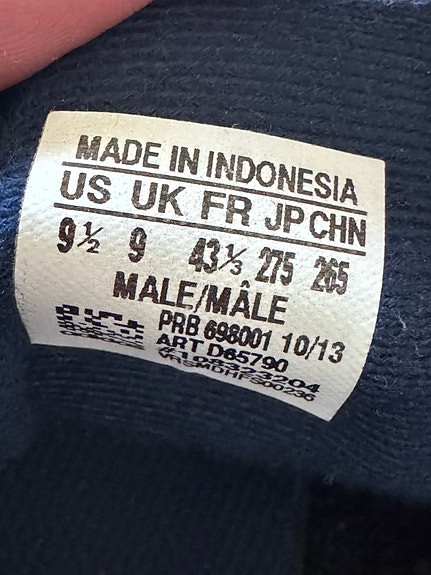 MADE IN INDONESIA
US UK FR JP CHN
9½ 9 43⅓ 275 265
MALE/MÂLE
PRB 698001 10/13
ART D65790
VRSMDHFS00236